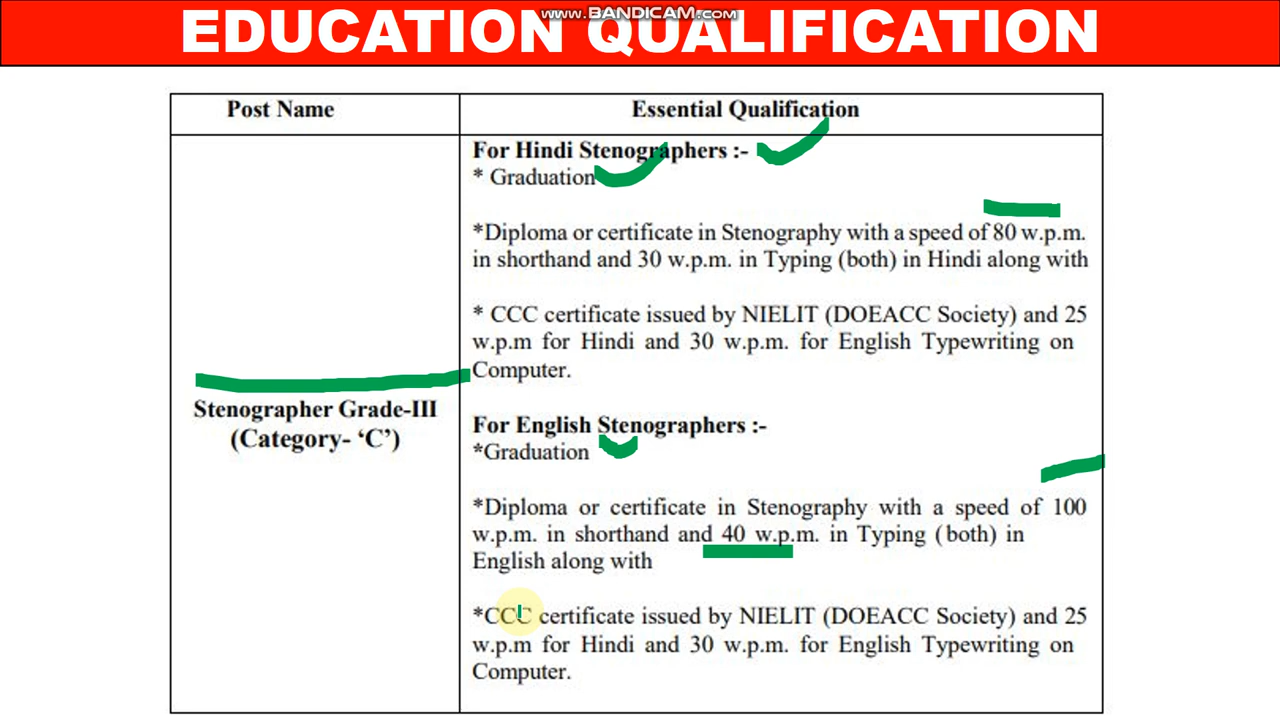 www.BANDICAM.com
EDUCATION QUALIFICATION
Post Name
Essential Qualification
For Hindi Stenographers :-
* Graduation
*Diploma or certificate in Stenography with a speed of 80 w.p.m.
in shorthand and 30 w.p.m. in Typing (both) in Hindi along with
* CCC certificate issued by NIELIT (DOEACC Society) and 25
w.p.m for Hindi and 30 w.p.m. for English Typewriting on
Computer.
Stenographer Grade-III
(Category- ‘C’)
For English Stenographers :-
*Graduation
*Diploma or certificate in Stenography with a speed of 100
w.p.m. in shorthand and 40 w.p.m. in Typing (both) in
English along with
*CCC certificate issued by NIELIT (DOEACC Society) and 25
w.p.m for Hindi and 30 w.p.m. for English Typewriting on
Computer.